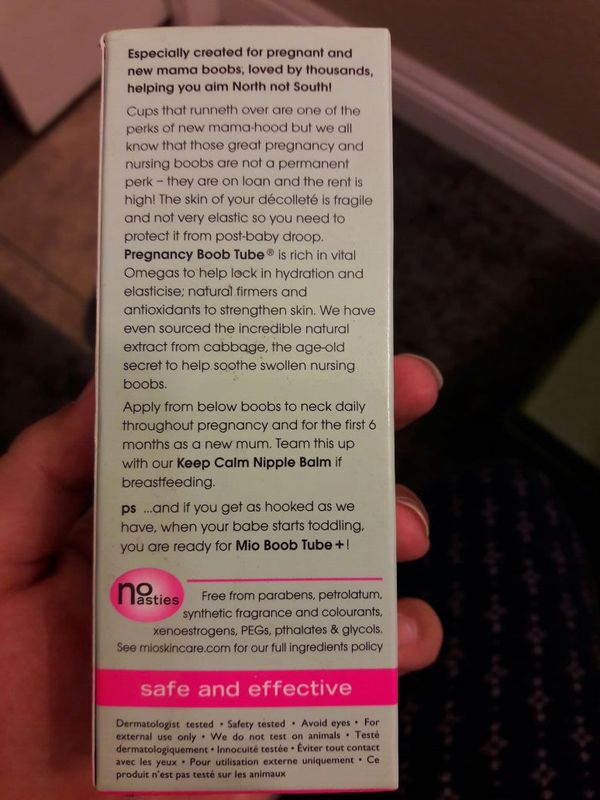 Especially created for pregnant and
new mama boobs, loved by thousands,
helping you aim North not South!
Cups that runneth over are one of the
perks of new mama-hood but we all
know that those great pregnancy and
nursing boobs are not a permanent
perk – they are on loan and the rent is
high! The skin of your décolleté is fragile
and not very elastic so you need to
protect it from post-baby droop.
Pregnancy Boob Tube® is rich in vital
Omegas to help lock in hydration and
elasticise; natural firmers and
antioxidants to strengthen skin. We have
even sourced the incredible natural
extract from cabbage, the age-old
secret to help soothe swollen nursing
boobs.
Apply from below boobs to neck daily
throughout pregnancy and for the first 6
months as a new mum. Team this up
with our Keep Calm Nipple Balm if
breastfeeding.
ps ...and if you get as hooked as we
have, when your babe starts toddling,
you are ready for Mio Boob Tube+!
no nasties
Free from parabens, petrolatum,
synthetic fragrance and colourants,
xenoestrogens, PEGs, pthalates & glycols.
See mioskincare.com for our full ingredients policy
safe and effective
Dermatologist tested • Safety tested • Avoid eyes • For
external use only • We do not test on animals • Testé
dermatologiquement • Innocuité testée • Éviter tout contact
avec les yeux • Pour utilisation externe uniquement • Ce
produit n'est pas testé sur les animaux